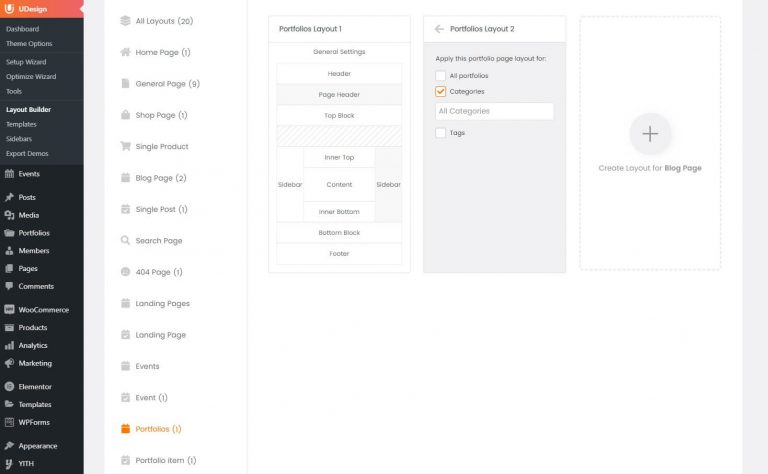 UDesign
Dashboard
Theme Options
Setup Wizard
Optimize Wizard
Tools
Layout Builder
Templates
Sidebars
Export Demos
Events
Posts
Media
Portfolios
Members
Pages
Comments
WooCommerce
Products
Analytics
Marketing
Elementor
Templates
WPForms
Appearance
YITH
All Layouts (20)
Home Page (1)
General Page (9)
Shop Page (1)
Single Product
Blog Page (2)
Single Post (1)
Search Page
404 Page (1)
Landing Pages
Landing Page
Events
Event (1)
Portfolios (1)
Portfolio item (1)
Portfolios Layout 1
General Settings
Header
Page Header
Top Block
Inner Top
Sidebar
Content
Sidebar
Inner Bottom
Bottom Block
Footer
Portfolios Layout 2
Apply this portfolio page layout for:
All portfolios
Categories
All Categories
Tags
Create Layout for Blog Page